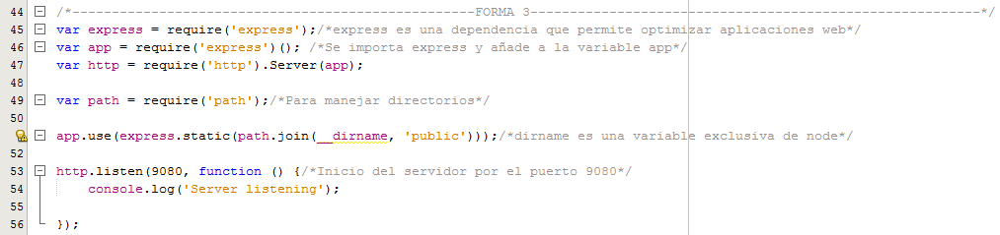 44 /*---------------------------------------------------FORMA 3---------------------------------------------------------*/
45 var express = require('express');/*express es una dependencia que permite optimizar aplicaciones web*/
46 var app = require('express')(); /*Se importa express y añade a la variable app*/
47 var http = require('http').Server(app);
48
49 var path = require('path');/*Para manejar directorios*/
50
app.use(express.static(path.join(__dirname, 'public')));/*dirname es una variable exclusiva de node*/
52
53 http.listen(9080, function () {/*Inicio del servidor por el puerto 9080*/
54     console.log('Server listening');
55
56 });